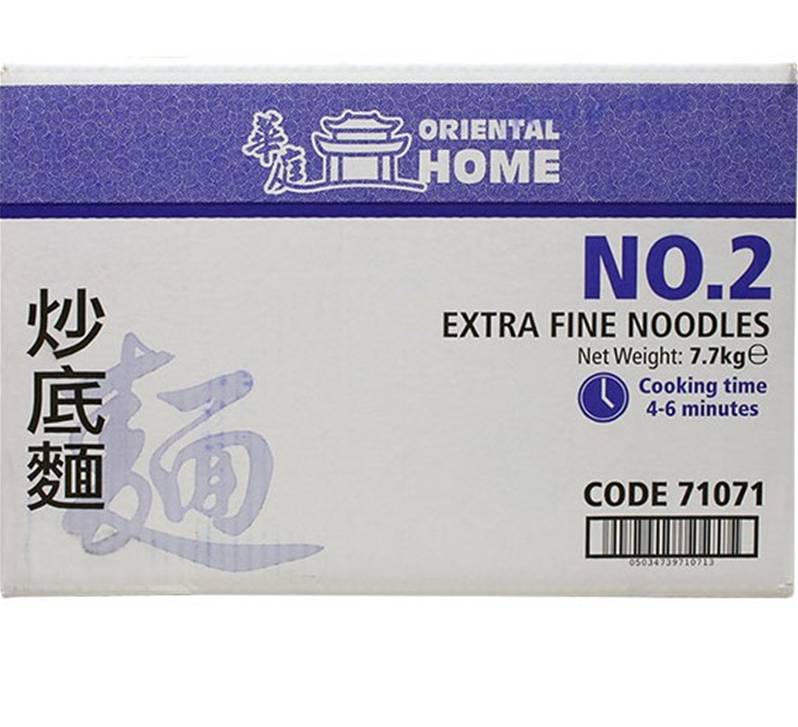 華庭
ORIENTAL
HOME
NO.2
EXTRA FINE NOODLES
Net Weight: 7.7kg℮
Cooking time
4-6 minutes
炒底麵
麵
CODE 71071
05034739710713